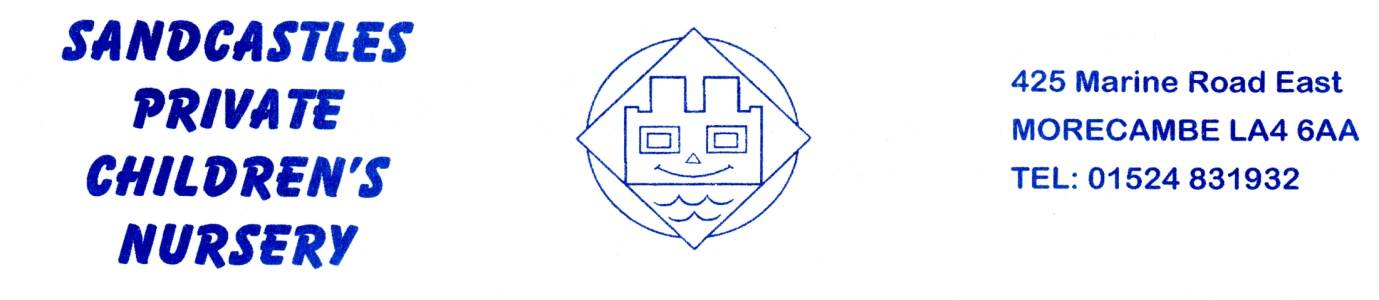 SANDCASTLES
PRIVATE
CHILDREN'S
NURSERY
425 Marine Road East
MORECAMBE LA4 6AA
TEL: 01524 831932